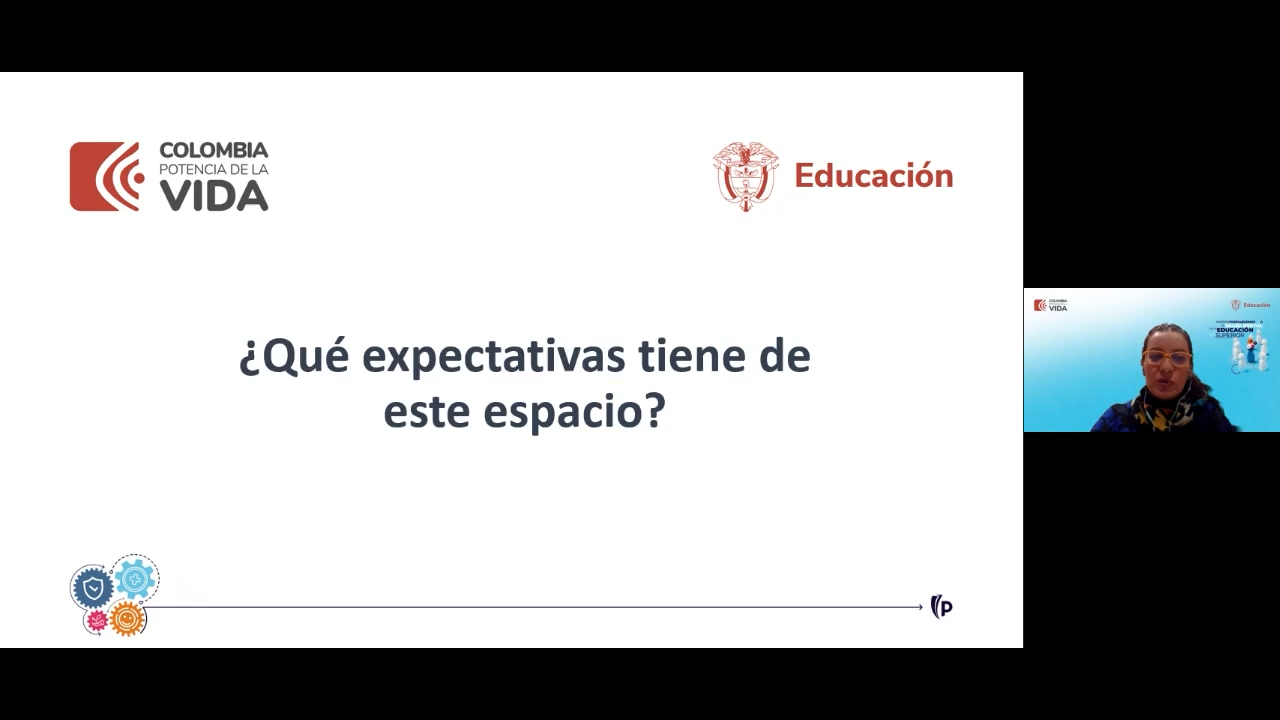 COLOMBIA
POTENCIA DE LA
VIDA
Educación
¿Qué expectativas tiene de
este espacio?
P
COLOMBIA
VIDA
Educación
EDUCACIÓN
SUPERIOR